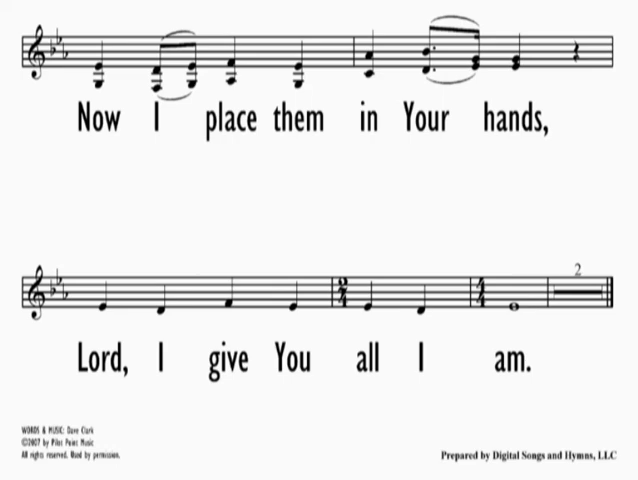 Now I place them in Your hands,
2
Lord, I give You all I am.
WORDS & MUSIC: Dave Clark
©2007 by Pilot Point Music
All rights reserved. Used by permission.
Prepared by Digital Songs and Hymns, LLC